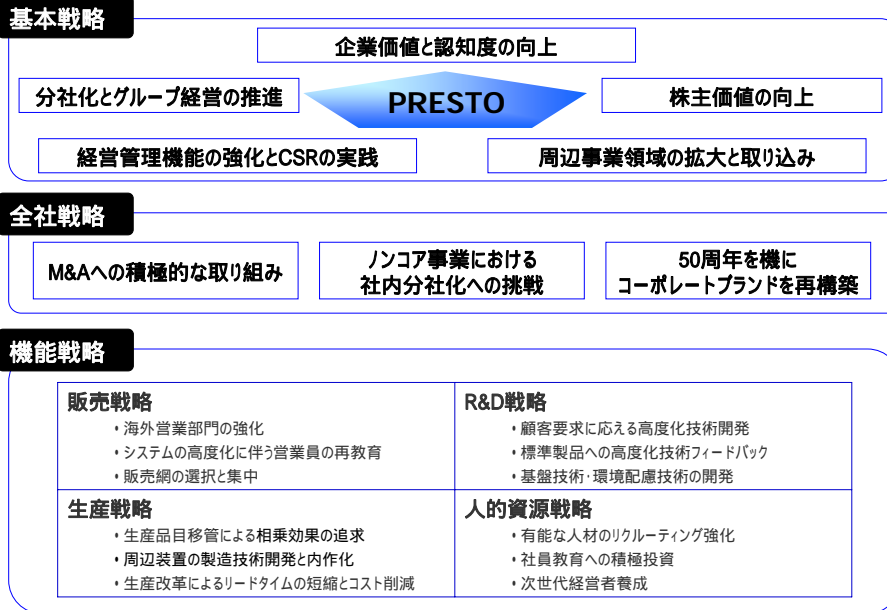 基本戦略
企業価値と認知度の向上
分社化とグループ経営の推進
PRESTO
株主価値の向上
経営管理機能の強化とCSRの実践
周辺事業領域の拡大と取り込み
全社戦略
M&Aへの積極的な取り組み
ノンコア事業における
社内分社化への挑戦
50周年を機に
コーポレートブランドを再構築
機能戦略
販売戦略
・海外営業部門の強化
・システムの高度化に伴う営業員の再教育
・販売網の選択と集中
R&D戦略
・顧客要求に応える高度化技術開発
・標準製品への高度化技術フィードバック
・基盤技術・環境配慮技術の開発
生産戦略
・生産品目移管による相乗効果の追求
・周辺装置の製造技術開発と内作化
・生産改革によるリードタイムの短縮とコスト削減
人的資源戦略
・有能な人材のリクルーティング強化
・社員教育への積極投資
・次世代経営者養成